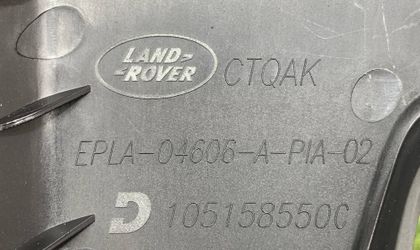 LAND-
-ROVER
CTQAK
EPLA-04606-A-PIA-02
D 105158550C